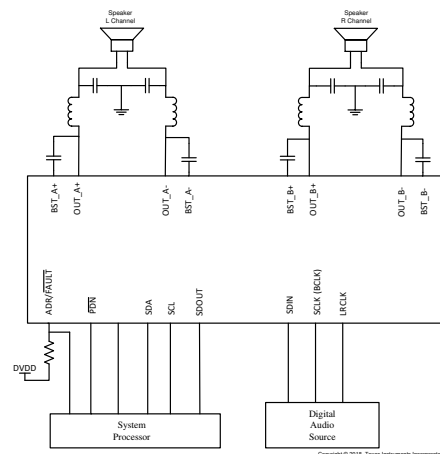 Speaker
L Channel
Speaker
R Channel
BST_A+
OUT_A+
OUT_A-
BST_A-
BST_B+
OUT_B+
OUT_B-
BST_B-
ADR/FAULT
PDN
SDA
SCL
SDOUT
SDIN
SCLK (BCLK)
LRCLK
DVDD
System
Processor
Digital
Audio
Source
Copyright © 2018, Texas Instruments Incorporated